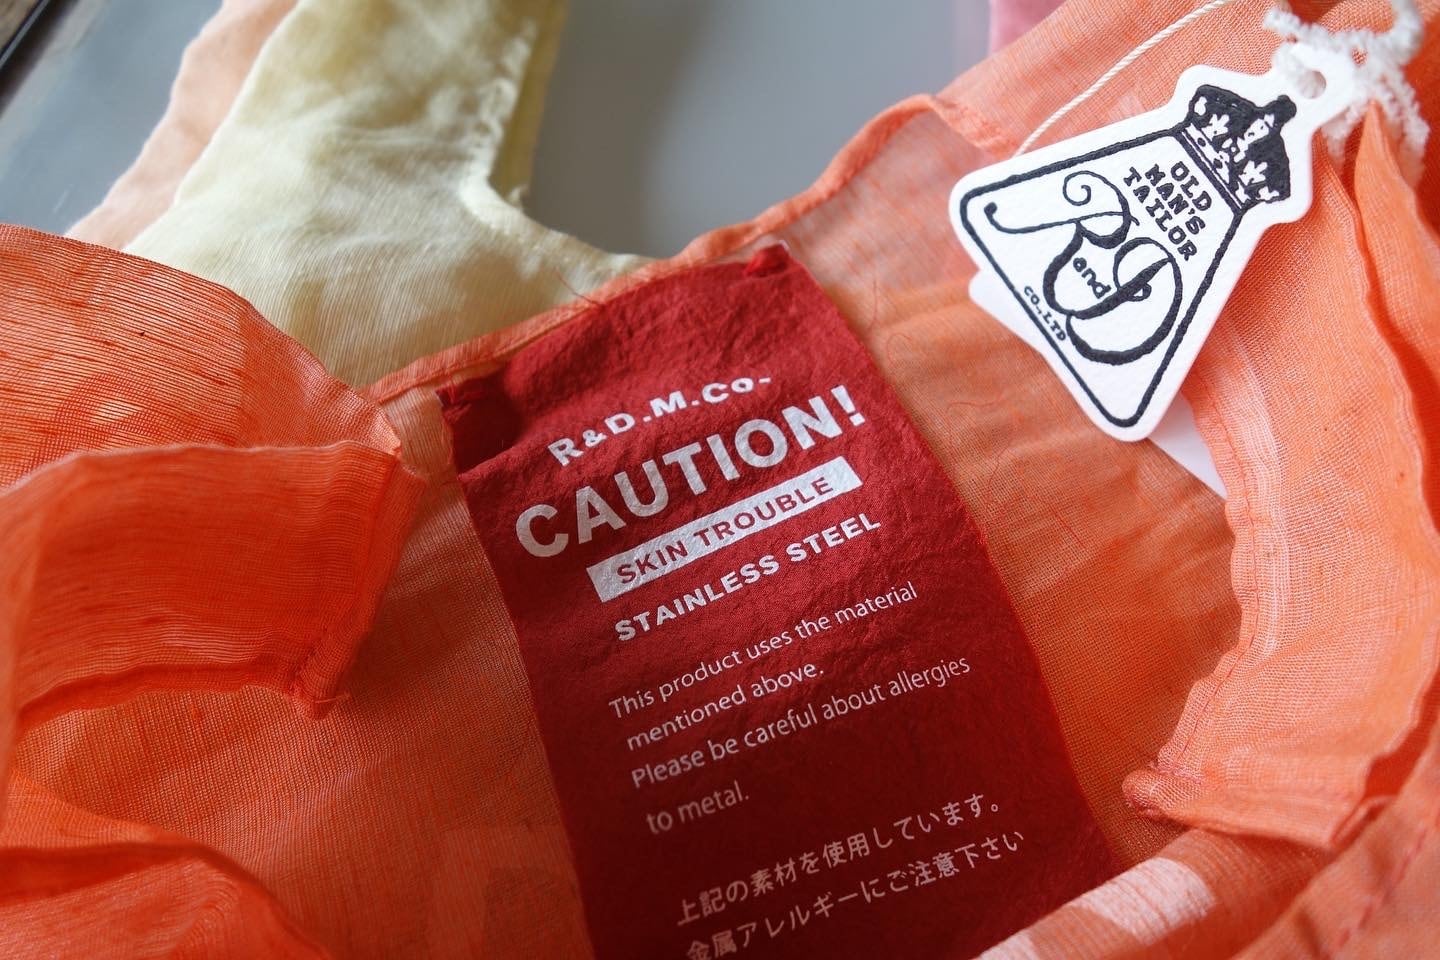 R&D.M.Co-
CAUTION!
SKIN TROUBLE
STAINLESS STEEL
This product uses the material
mentioned above.
Please be careful about allergies
to metal.
上記の素材を使用しています。
金属アレルギーにご注意下さい
OLD
MAN'S
TAILOR
R and D
CO.,LTD